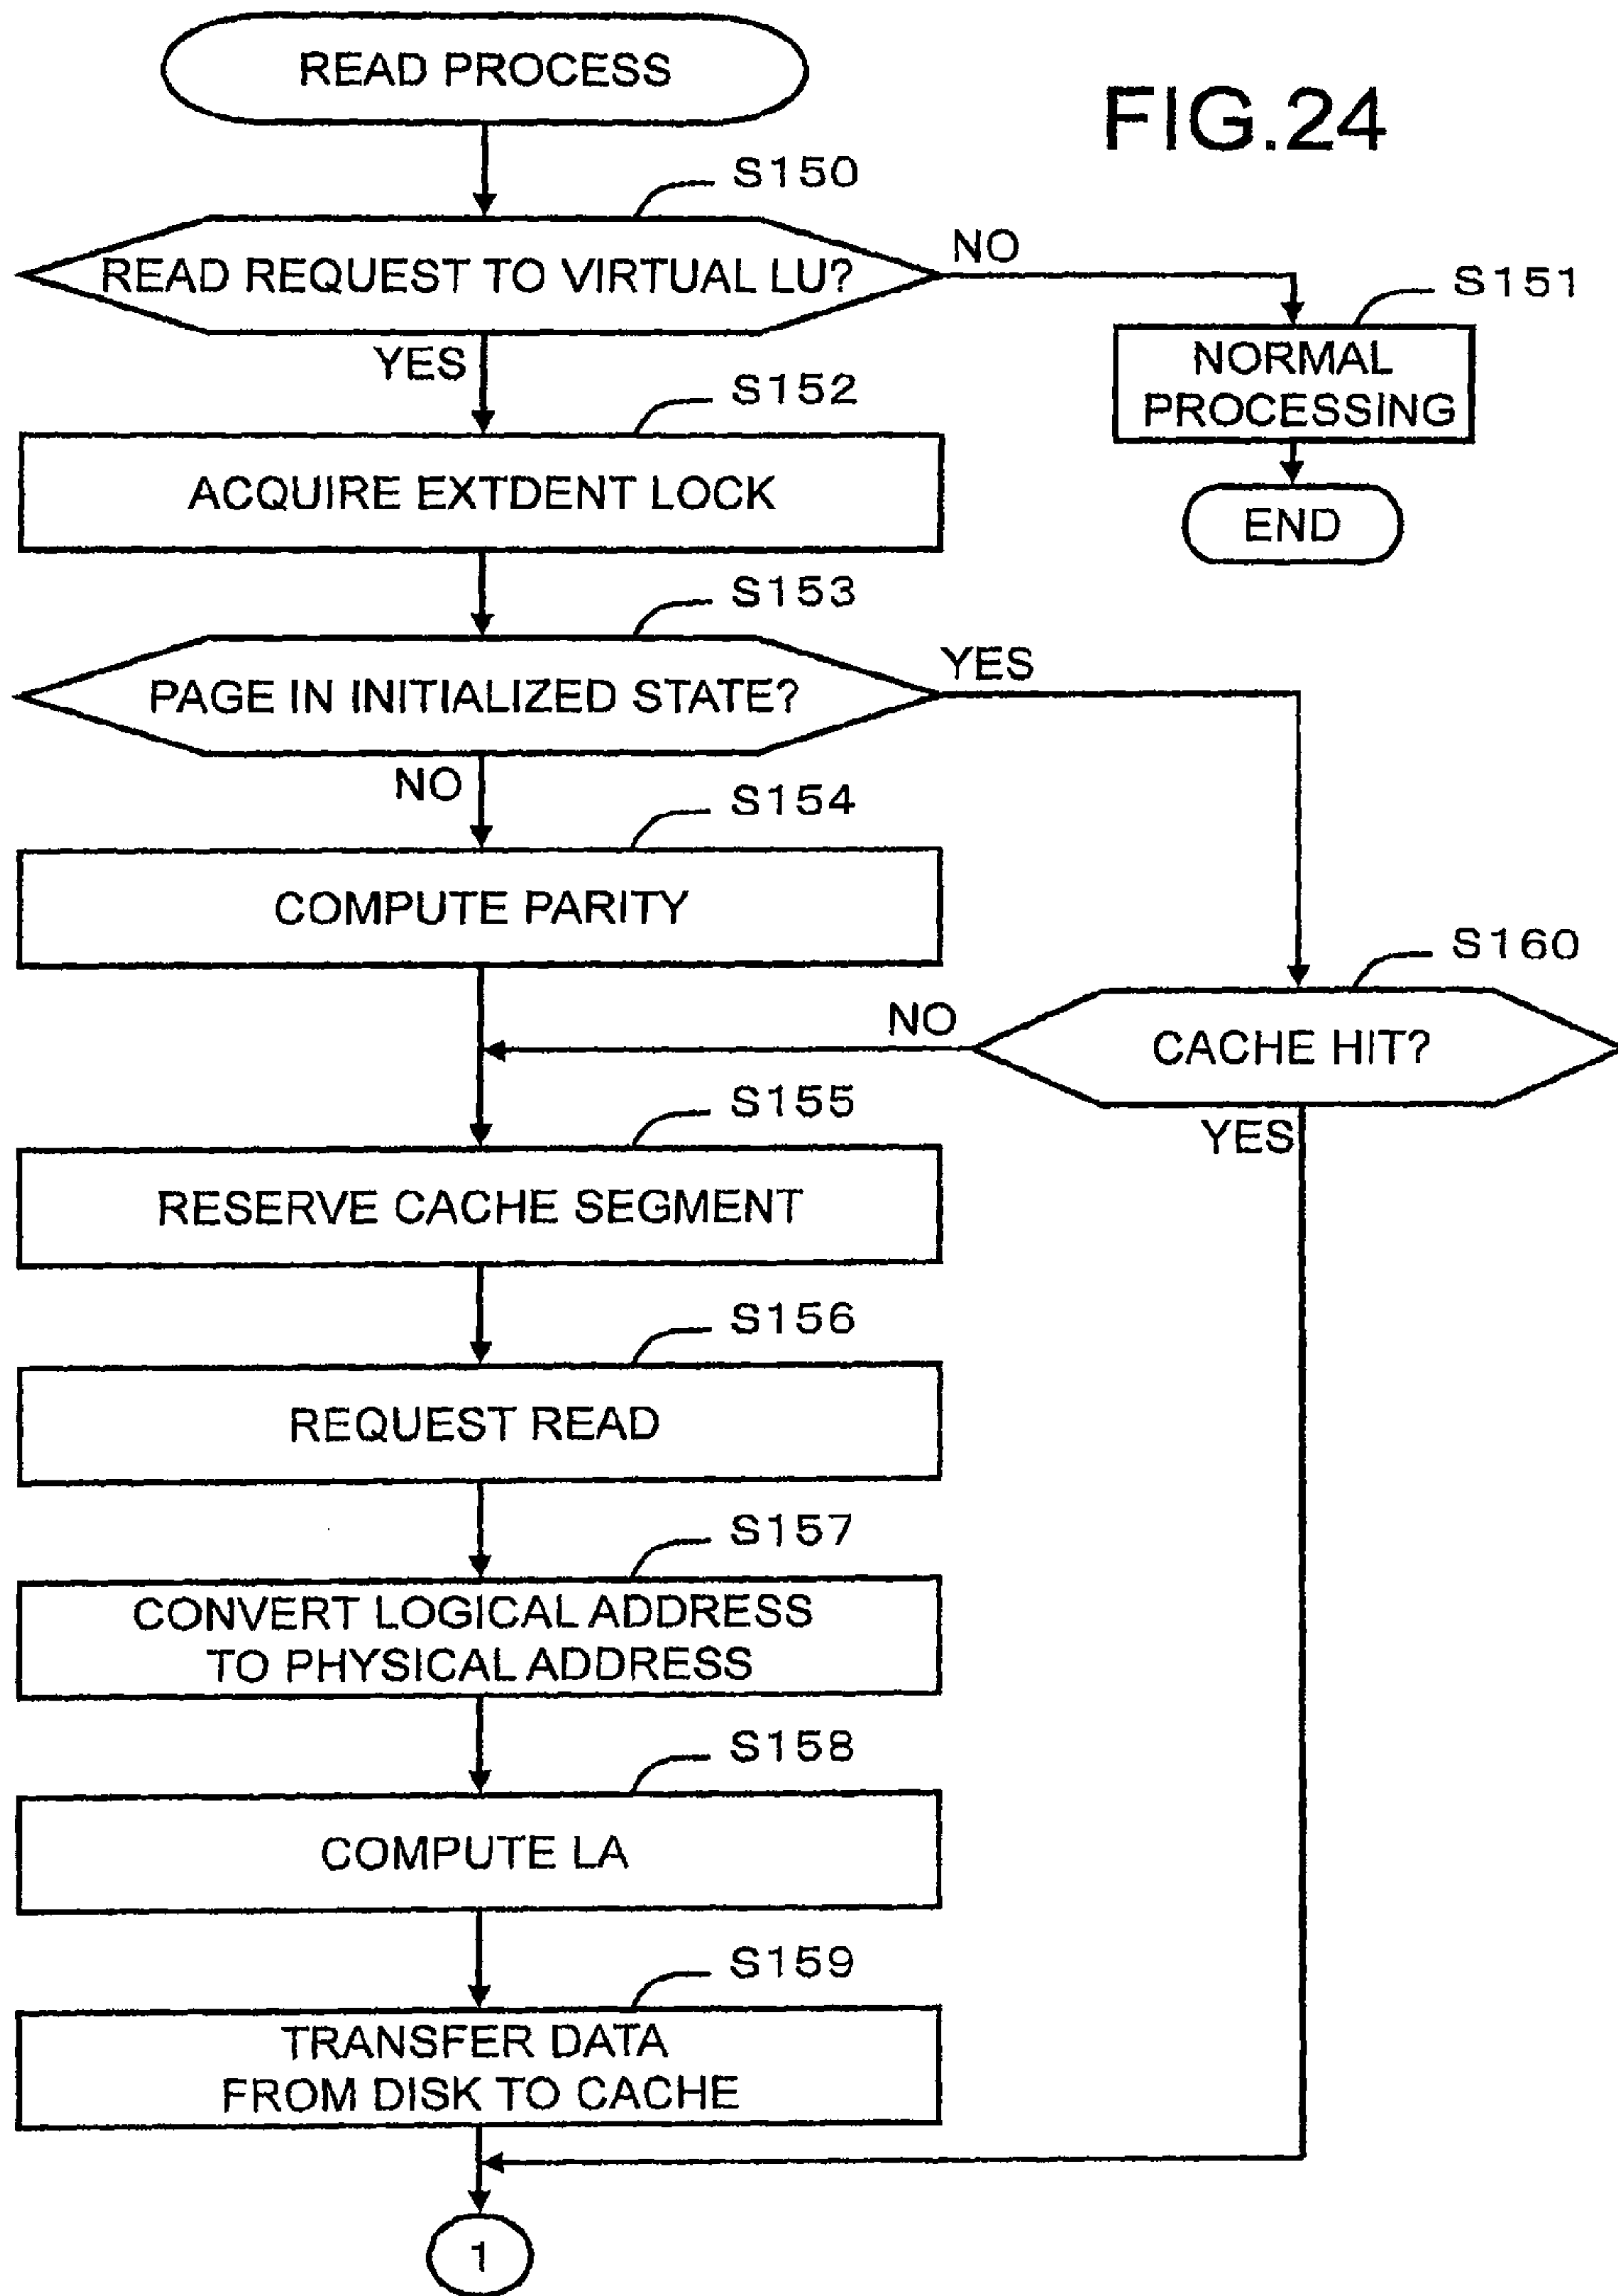 READ PROCESS
FIG.24
S150
READ REQUEST TO VIRTUAL LU?
NO
S151
NORMAL
PROCESSING
END
YES
S152
ACQUIRE EXTDENT LOCK
S153
PAGE IN INITIALIZED STATE?
YES
NO
S154
COMPUTE PARITY
S160
CACHE HIT?
NO
YES
S155
RESERVE CACHE SEGMENT
S156
REQUEST READ
S157
CONVERT LOGICAL ADDRESS
TO PHYSICAL ADDRESS
S158
COMPUTE LA
S159
TRANSFER DATA
FROM DISK TO CACHE
1